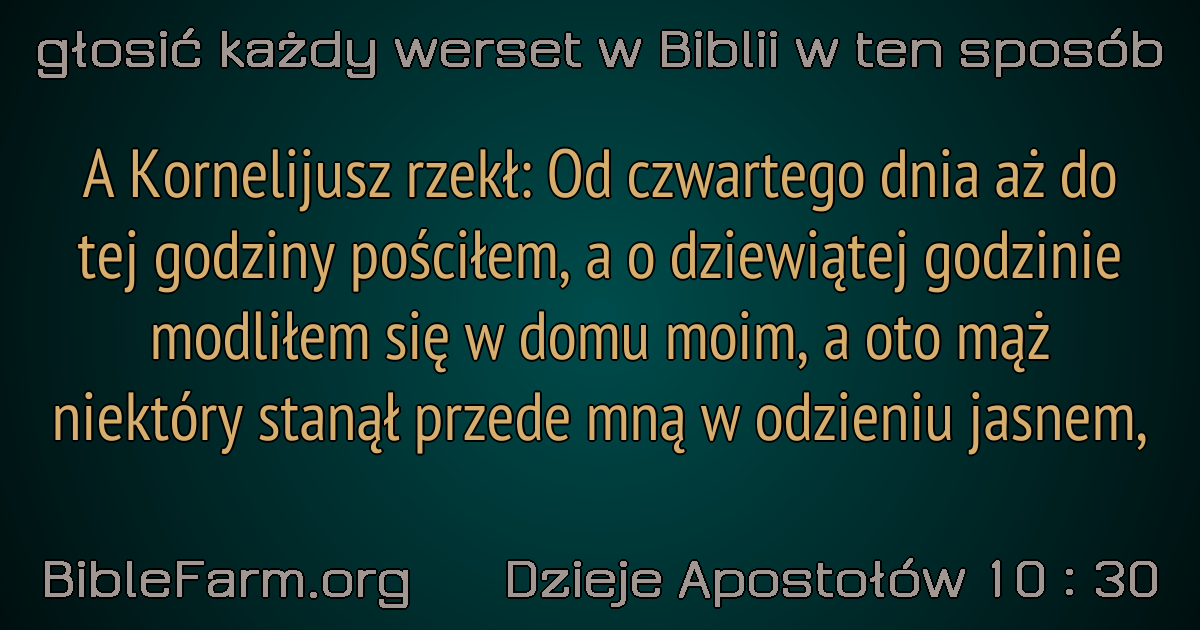 głosić każdy werset w Biblii w ten sposób
A Kornelijusz rzekł: Od czwartego dnia aż do
tej godziny pościłem, a o dziewiątej godzinie
modliłem się w domu moim, a oto mąż
niektóry stanął przede mną w odzieniu jasnem,
BibleFarm.org
Dzieje Apostołów 10 : 30